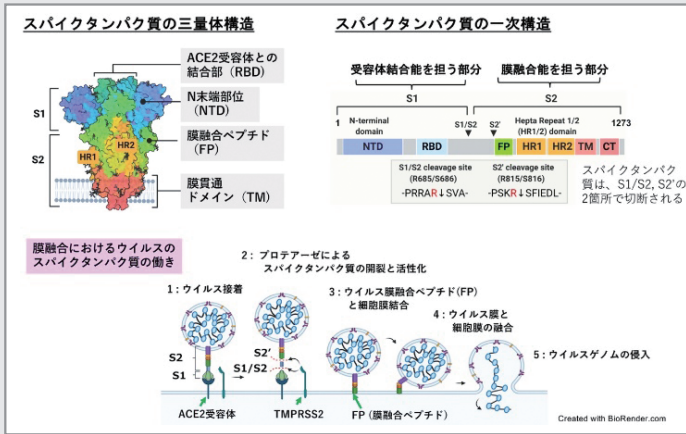 スパイクタンパク質の三量体構造
ACE2受容体との
結合部（RBD）
N末端部位
（NTD）
膜融合ペプチド
（FP）
膜貫通
ドメイン（TM）
S1
S2
HR1
HR2
スパイクタンパク質の一次構造
受容体結合能を担う部分
膜融合能を担う部分
S1
S2
1
N-terminal
domain
S1/S2
S2'
Hepta Repeat 1/2
(HR1/2) domain
1273
NTD
RBD
FP
HR1
HR2
TM
CT
S1/S2 cleavage site
(R685/S686)
-PRRAR↓SVA-
S2' cleavage site
(R815/S816)
-PSKR↓SFIEDL-
スパイクタンパク
質は、S1/S2, S2'の
2箇所で切断される
膜融合におけるウイルスの
スパイクタンパク質の働き
1：ウイルス接着
2：プロテアーゼによる
スパイクタンパク質の開裂と活性化
3：ウイルス膜融合ペプチド(FP)
と細胞膜結合
4：ウイルス膜と
細胞膜の融合
5：ウイルスゲノムの侵入
S2
S1
S2'
S1/S2
ACE2受容体
TMPRSS2
FP (膜融合ペプチド)
Created with BioRender.com